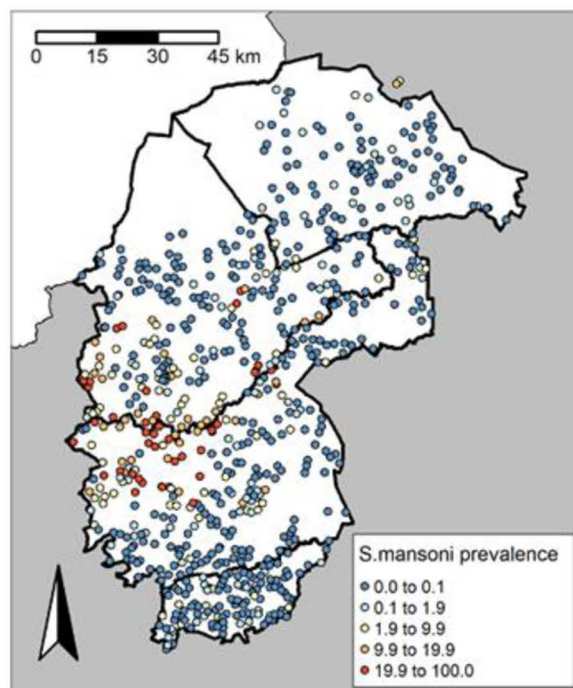 0 15 30 45 km
S.mansoni prevalence
0.0 to 0.1
0.1 to 1.9
1.9 to 9.9
9.9 to 19.9
19.9 to 100.0